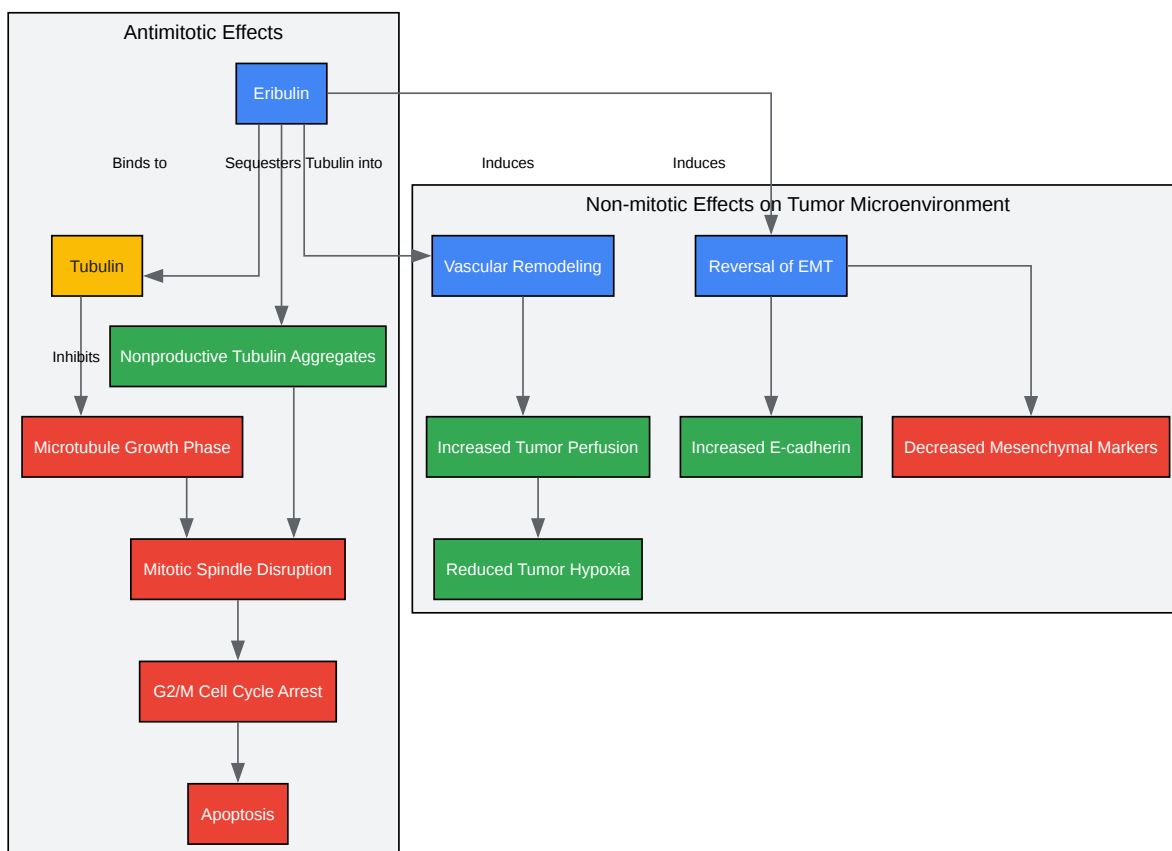 Antimitotic Effects
Eribulin
Binds to
Sequesters Tubulin into
Induces
Induces
Non-mitotic Effects on Tumor Microenvironment
Tubulin
Vascular Remodeling
Reversal of EMT
Inhibits
Nonproductive Tubulin Aggregates
Microtubule Growth Phase
Increased Tumor Perfusion
Increased E-cadherin
Decreased Mesenchymal Markers
Mitotic Spindle Disruption
Reduced Tumor Hypoxia
G2/M Cell Cycle Arrest
Apoptosis